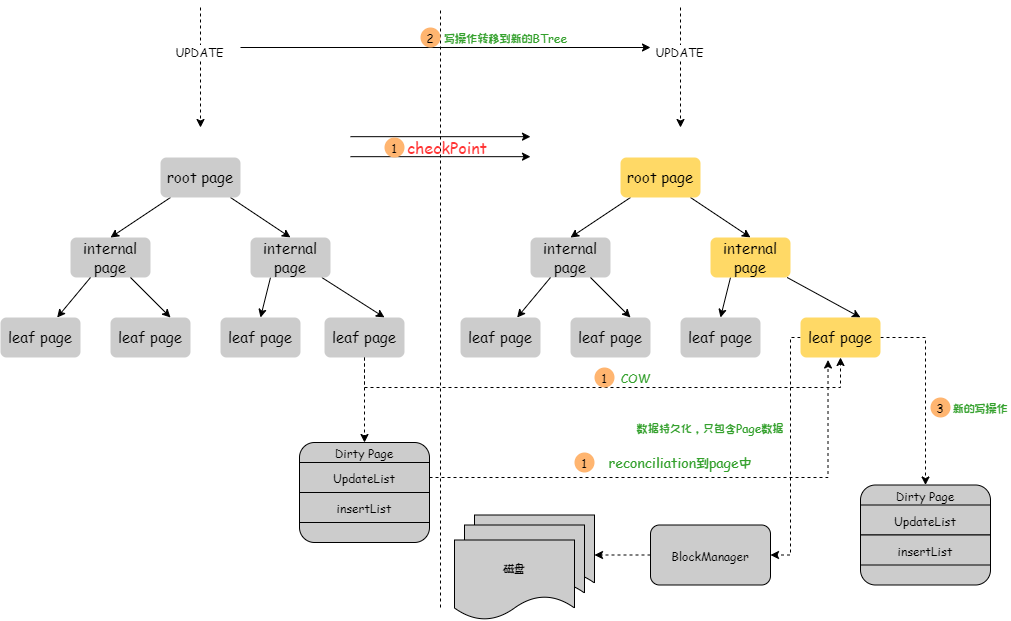 2 写操作转移到新的BTree
UPDATE
UPDATE
1 checkPoint
root page
root page
internal
page
internal
page
internal
page
internal
page
leaf page
leaf page
leaf page
leaf page
leaf page
leaf page
leaf page
leaf page
1 COW
3 新的写操作
数据持久化，只包含Page数据
1 reconciliation到page中
Dirty Page
UpdateList
insertList
Dirty Page
UpdateList
insertList
磁盘
BlockManager